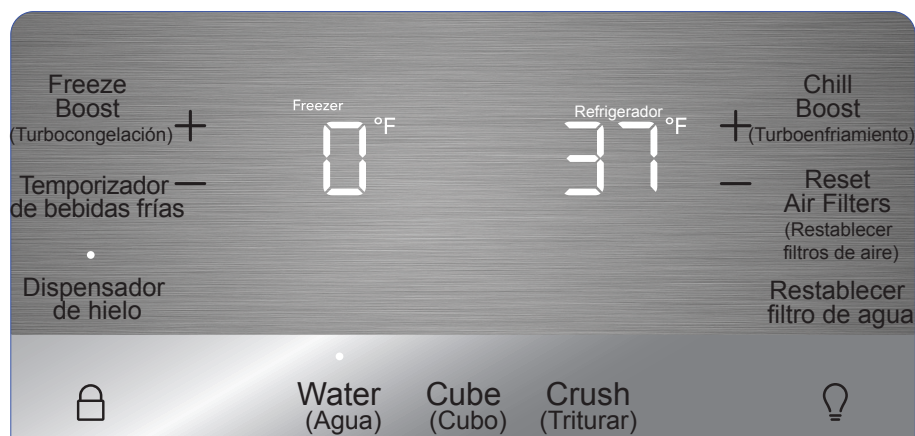 Freeze
Boost
(Turbocongelación)
+
Temporizador
de bebidas frías
−
Dispensador
de hielo
Freezer
0 °F
Refrigerador
37 °F
Chill
Boost
+
(Turboenfriamiento)
−
Reset
Air Filters
(Restablecer
filtros de aire)
Restablecer
filtro de agua
Water
(Agua)
Cube
(Cubo)
Crush
(Triturar)